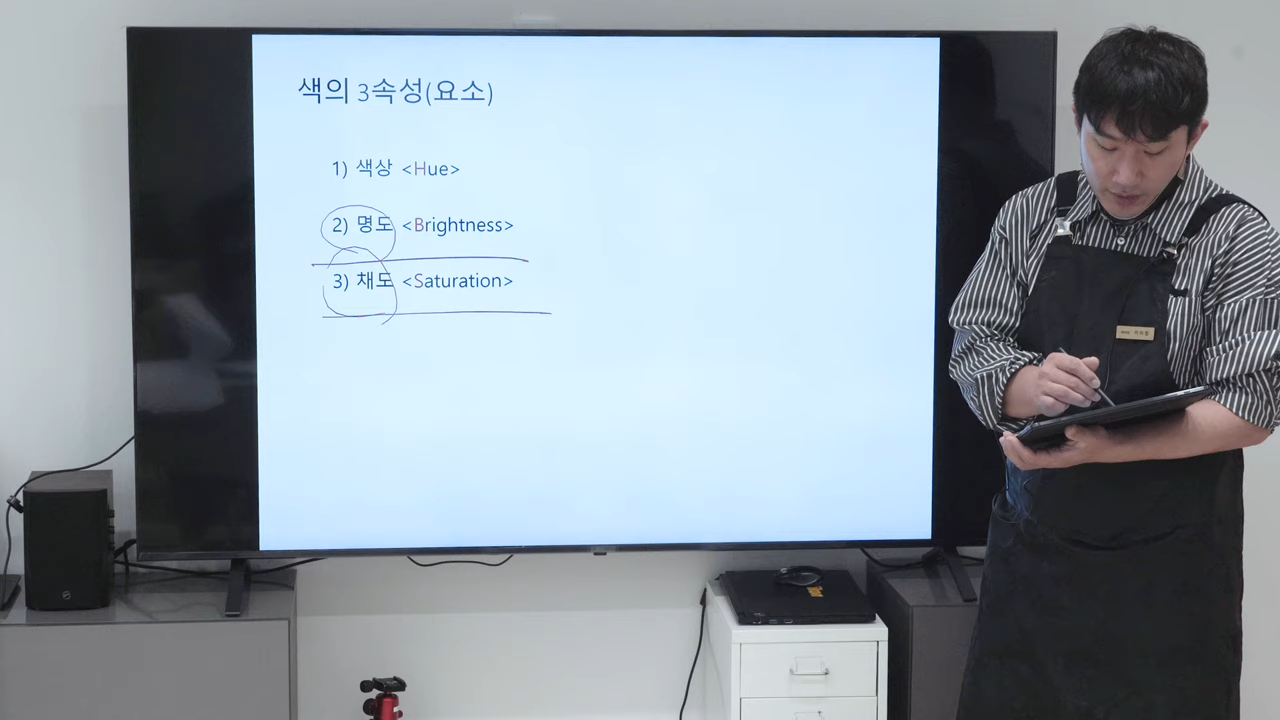 색의 3속성(요소)
1) 색상 <Hue>
2) 명도 <Brightness>
3) 채도 <Saturation>